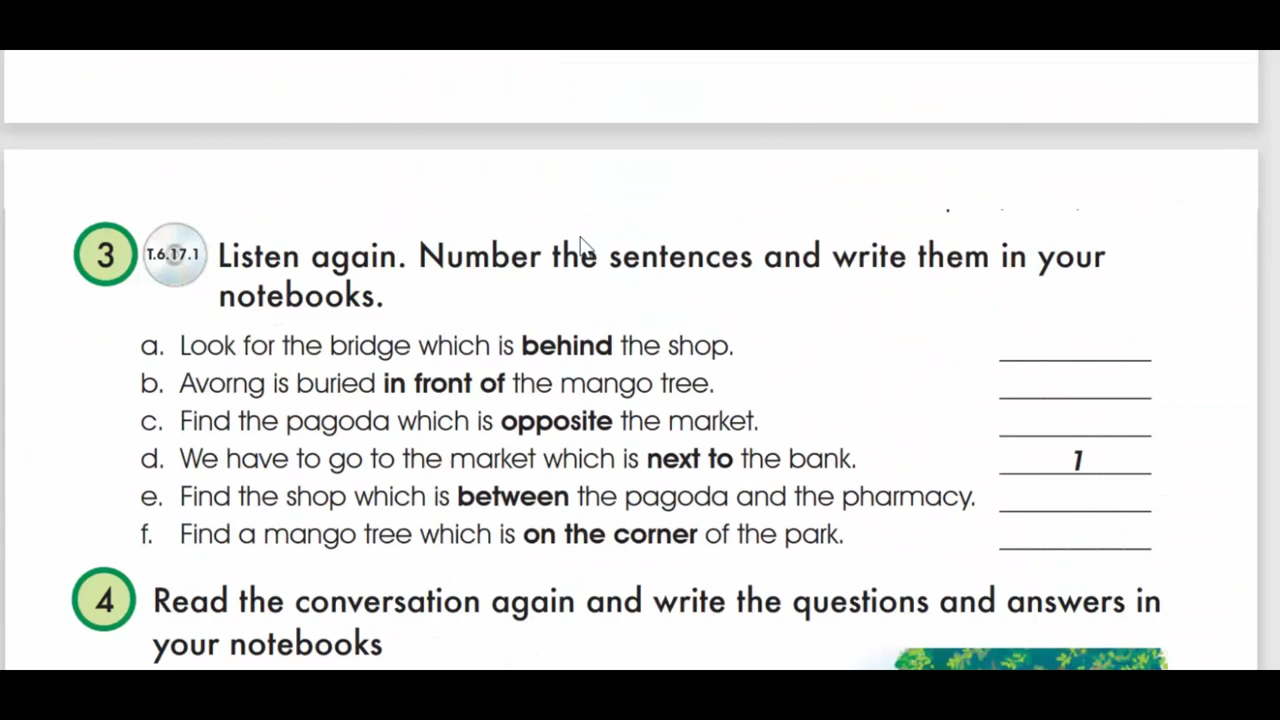 3 T.6.17.1 Listen again. Number the sentences and write them in your
notebooks.
a. Look for the bridge which is behind the shop.
b. Avorng is buried in front of the mango tree.
c. Find the pagoda which is opposite the market.
d. We have to go to the market which is next to the bank. 1
e. Find the shop which is between the pagoda and the pharmacy.
f. Find a mango tree which is on the corner of the park.
4 Read the conversation again and write the questions and answers in
your notebooks